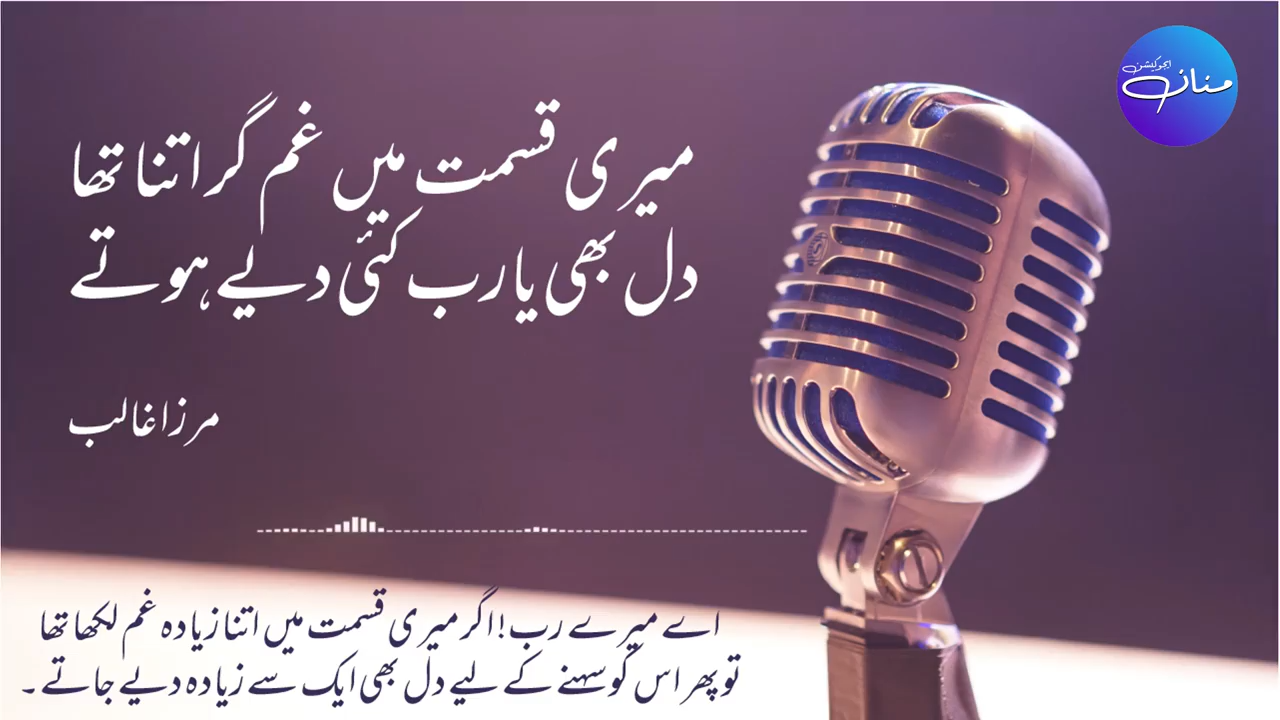 ایجوکیشن
منان
میری قسمت میں غم گر اتنا تھا
دل بھی یارب کئی دیے ہوتے
مرزا غالب
اے میرے رب! اگر میری قسمت میں اتنا زیادہ غم لکھا تھا
تو پھر اس کو سہنے کے لیے دل بھی ایک سے زیادہ دیے جاتے ۔